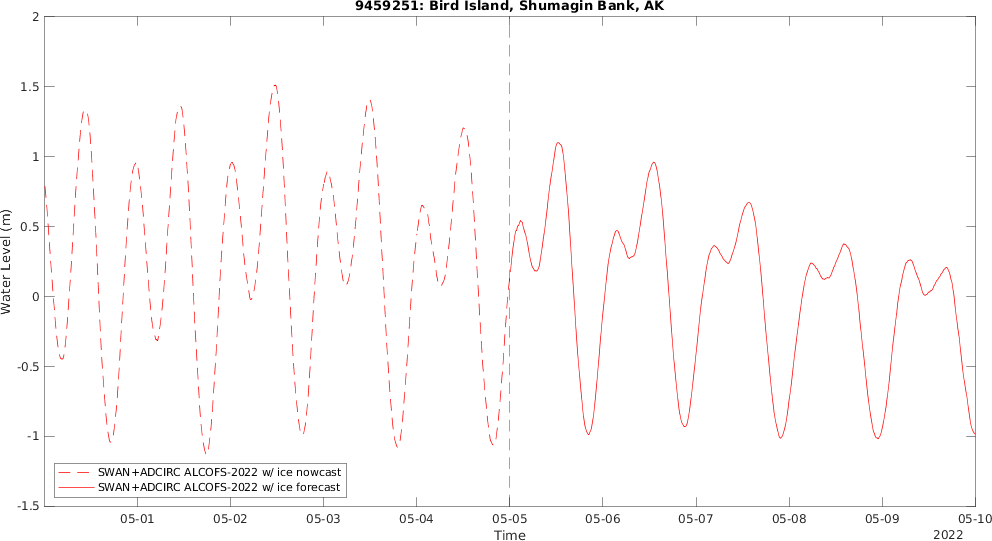 9459251: Bird Island, Shumagin Bank, AK
2
1.5
1
0.5
0
-0.5
-1
-1.5
Water Level (m)
SWAN+ADCIRC ALCOFS-2022 w/ ice nowcast
SWAN+ADCIRC ALCOFS-2022 w/ ice forecast
05-01 05-02 05-03 05-04 05-05 05-06 05-07 05-08 05-09 05-10
Time
2022